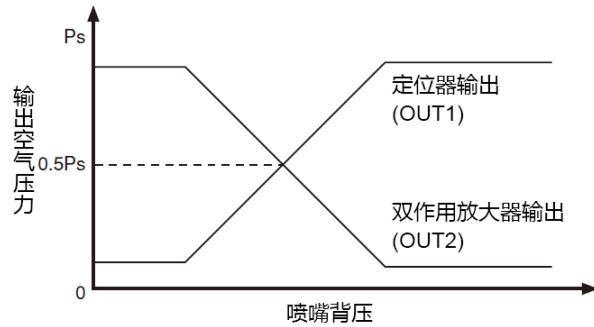 Ps
输出空气压力
0.5Ps
0
定位器输出
(OUT1)
双作用放大器输出
(OUT2)
喷嘴背压